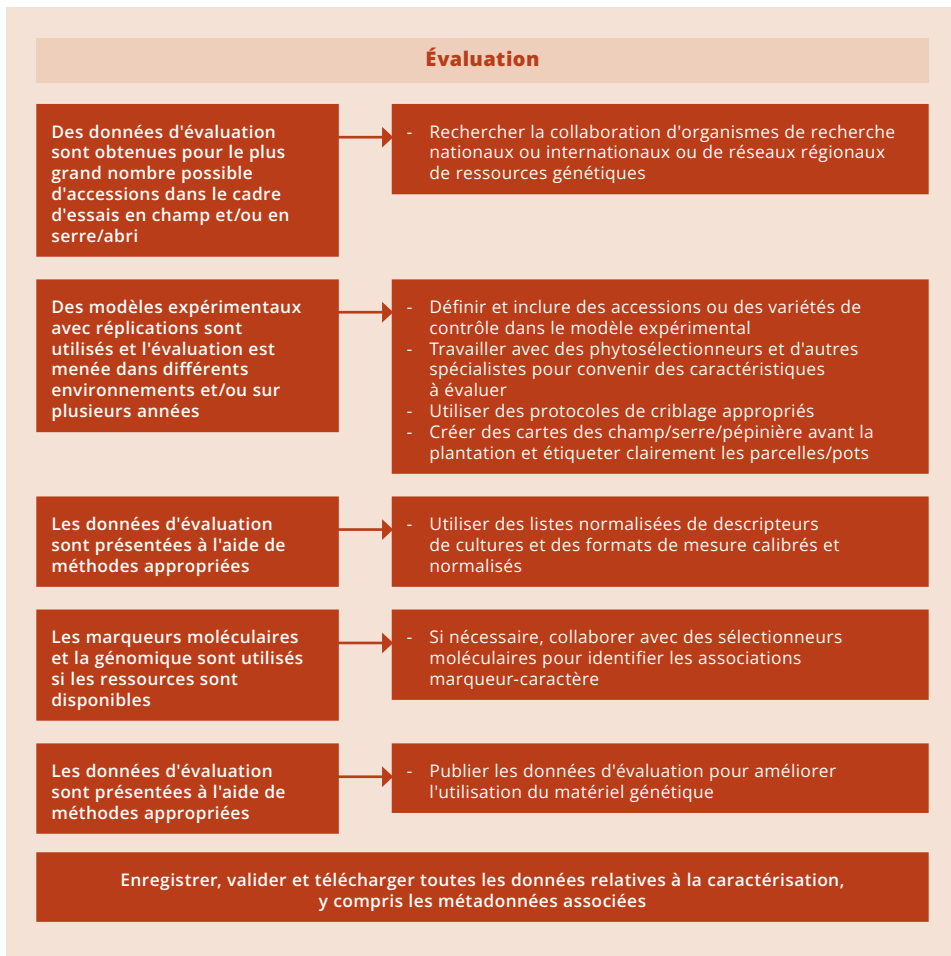 Évaluation
Des données d'évaluation
sont obtenues pour le plus
grand nombre possible
d'accessions dans le cadre
d'essais en champ et/ou en
serre/abri
- Rechercher la collaboration d'organismes de recherche
nationaux ou internationaux ou de réseaux régionaux
de ressources génétiques
Des modèles expérimentaux
avec réplications sont
utilisés et l'évaluation est
menée dans différents
environnements et/ou sur
plusieurs années
- Définir et inclure des accessions ou des variétés de
contrôle dans le modèle expérimental
- Travailler avec des phytosélectionneurs et d'autres
spécialistes pour convenir des caractéristiques
à évaluer
- Utiliser des protocoles de criblage appropriés
- Créer des cartes des champ/serre/pépinière avant la
plantation et étiqueter clairement les parcelles/pots
Les données d'évaluation
sont présentées à l'aide de
méthodes appropriées
- Utiliser des listes normalisées de descripteurs
de cultures et des formats de mesure calibrés et
normalisés
Les marqueurs moléculaires
et la génomique sont utilisés
si les ressources sont
disponibles
- Si nécessaire, collaborer avec des sélectionneurs
moléculaires pour identifier les associations
marqueur-caractère
Les données d'évaluation
sont présentées à l'aide de
méthodes appropriées
- Publier les données d'évaluation pour améliorer
l'utilisation du matériel génétique
Enregistrer, valider et télécharger toutes les données relatives à la caractérisation,
y compris les métadonnées associées